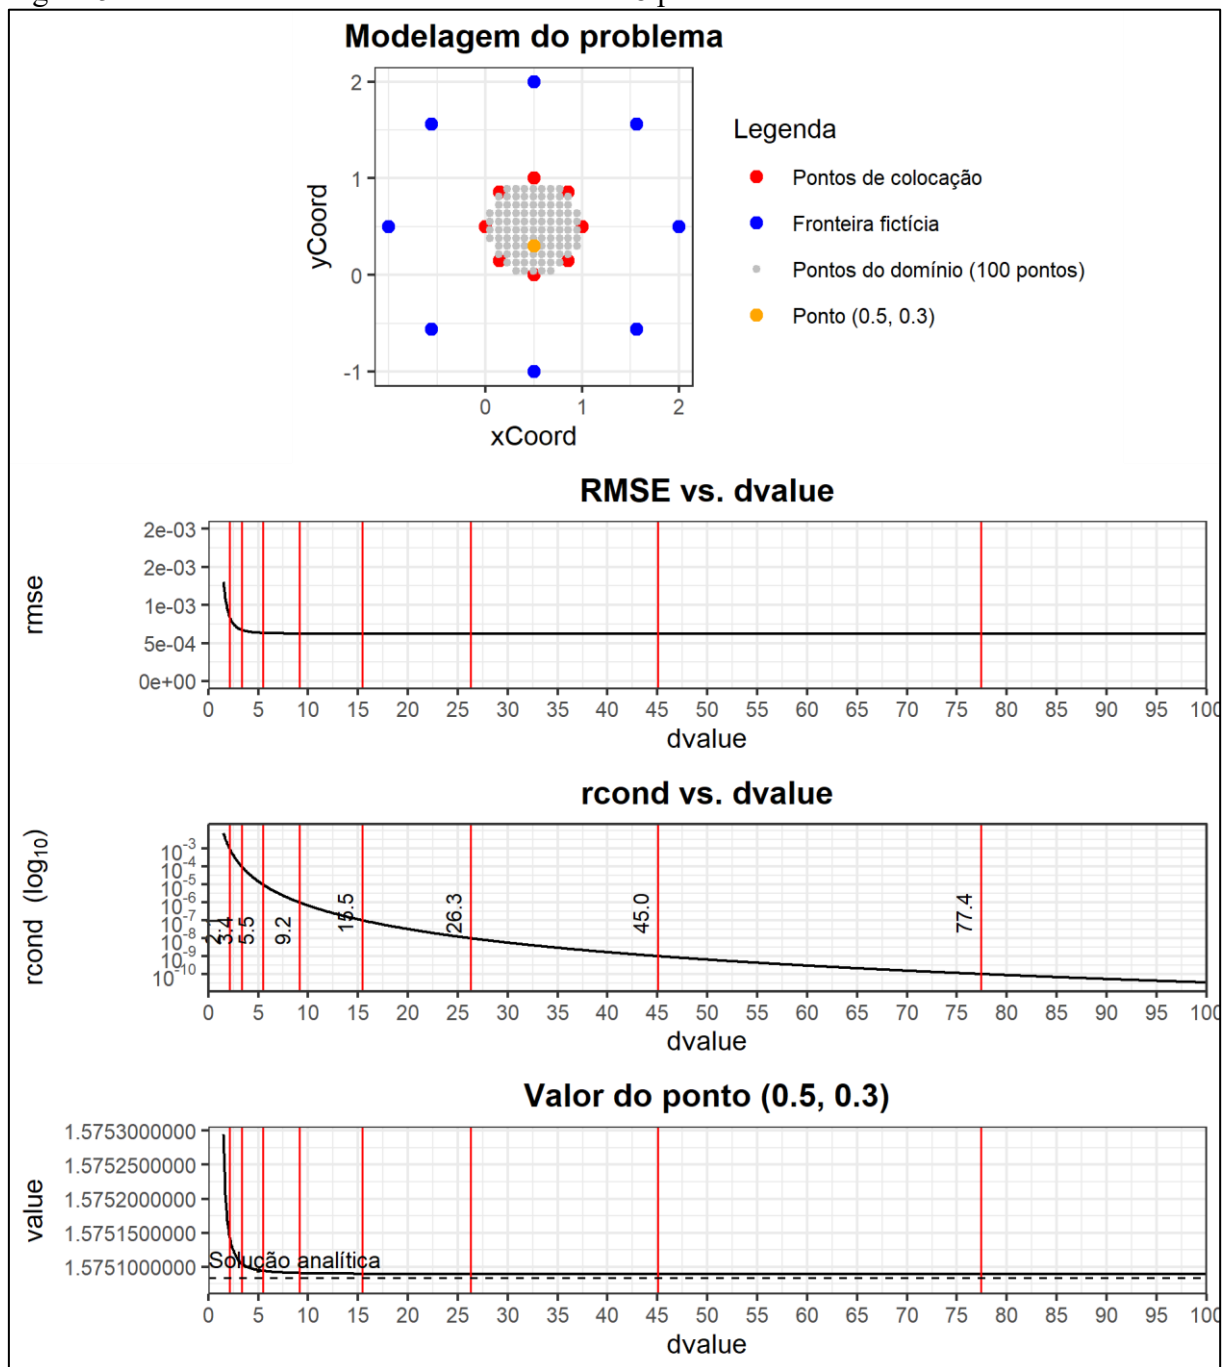 Modelagem do problema
2
1
0
-1
yCoord
0 1 2
xCoord
Legenda
Pontos de colocação
Fronteira fictícia
Pontos do domínio (100 pontos)
Ponto (0.5, 0.3)
RMSE vs. dvalue
rmse
2e-03
2e-03
1e-03
5e-04
0e+00
0 5 10 15 20 25 30 35 40 45 50 55 60 65 70 75 80 85 90 95 100
dvalue
rcond vs. dvalue
rcond (log10)
10-3
10-4
10-5
10-6
10-7
10-8
10-9
10-10
2.1 3.4 5.5 9.2 15.5 26.3 45.0 77.4
0 5 10 15 20 25 30 35 40 45 50 55 60 65 70 75 80 85 90 95 100
dvalue
Valor do ponto (0.5, 0.3)
value
1.5753000000
1.5752500000
1.5752000000
1.5751500000
1.5751000000
Solução analítica
0 5 10 15 20 25 30 35 40 45 50 55 60 65 70 75 80 85 90 95 100
dvalue